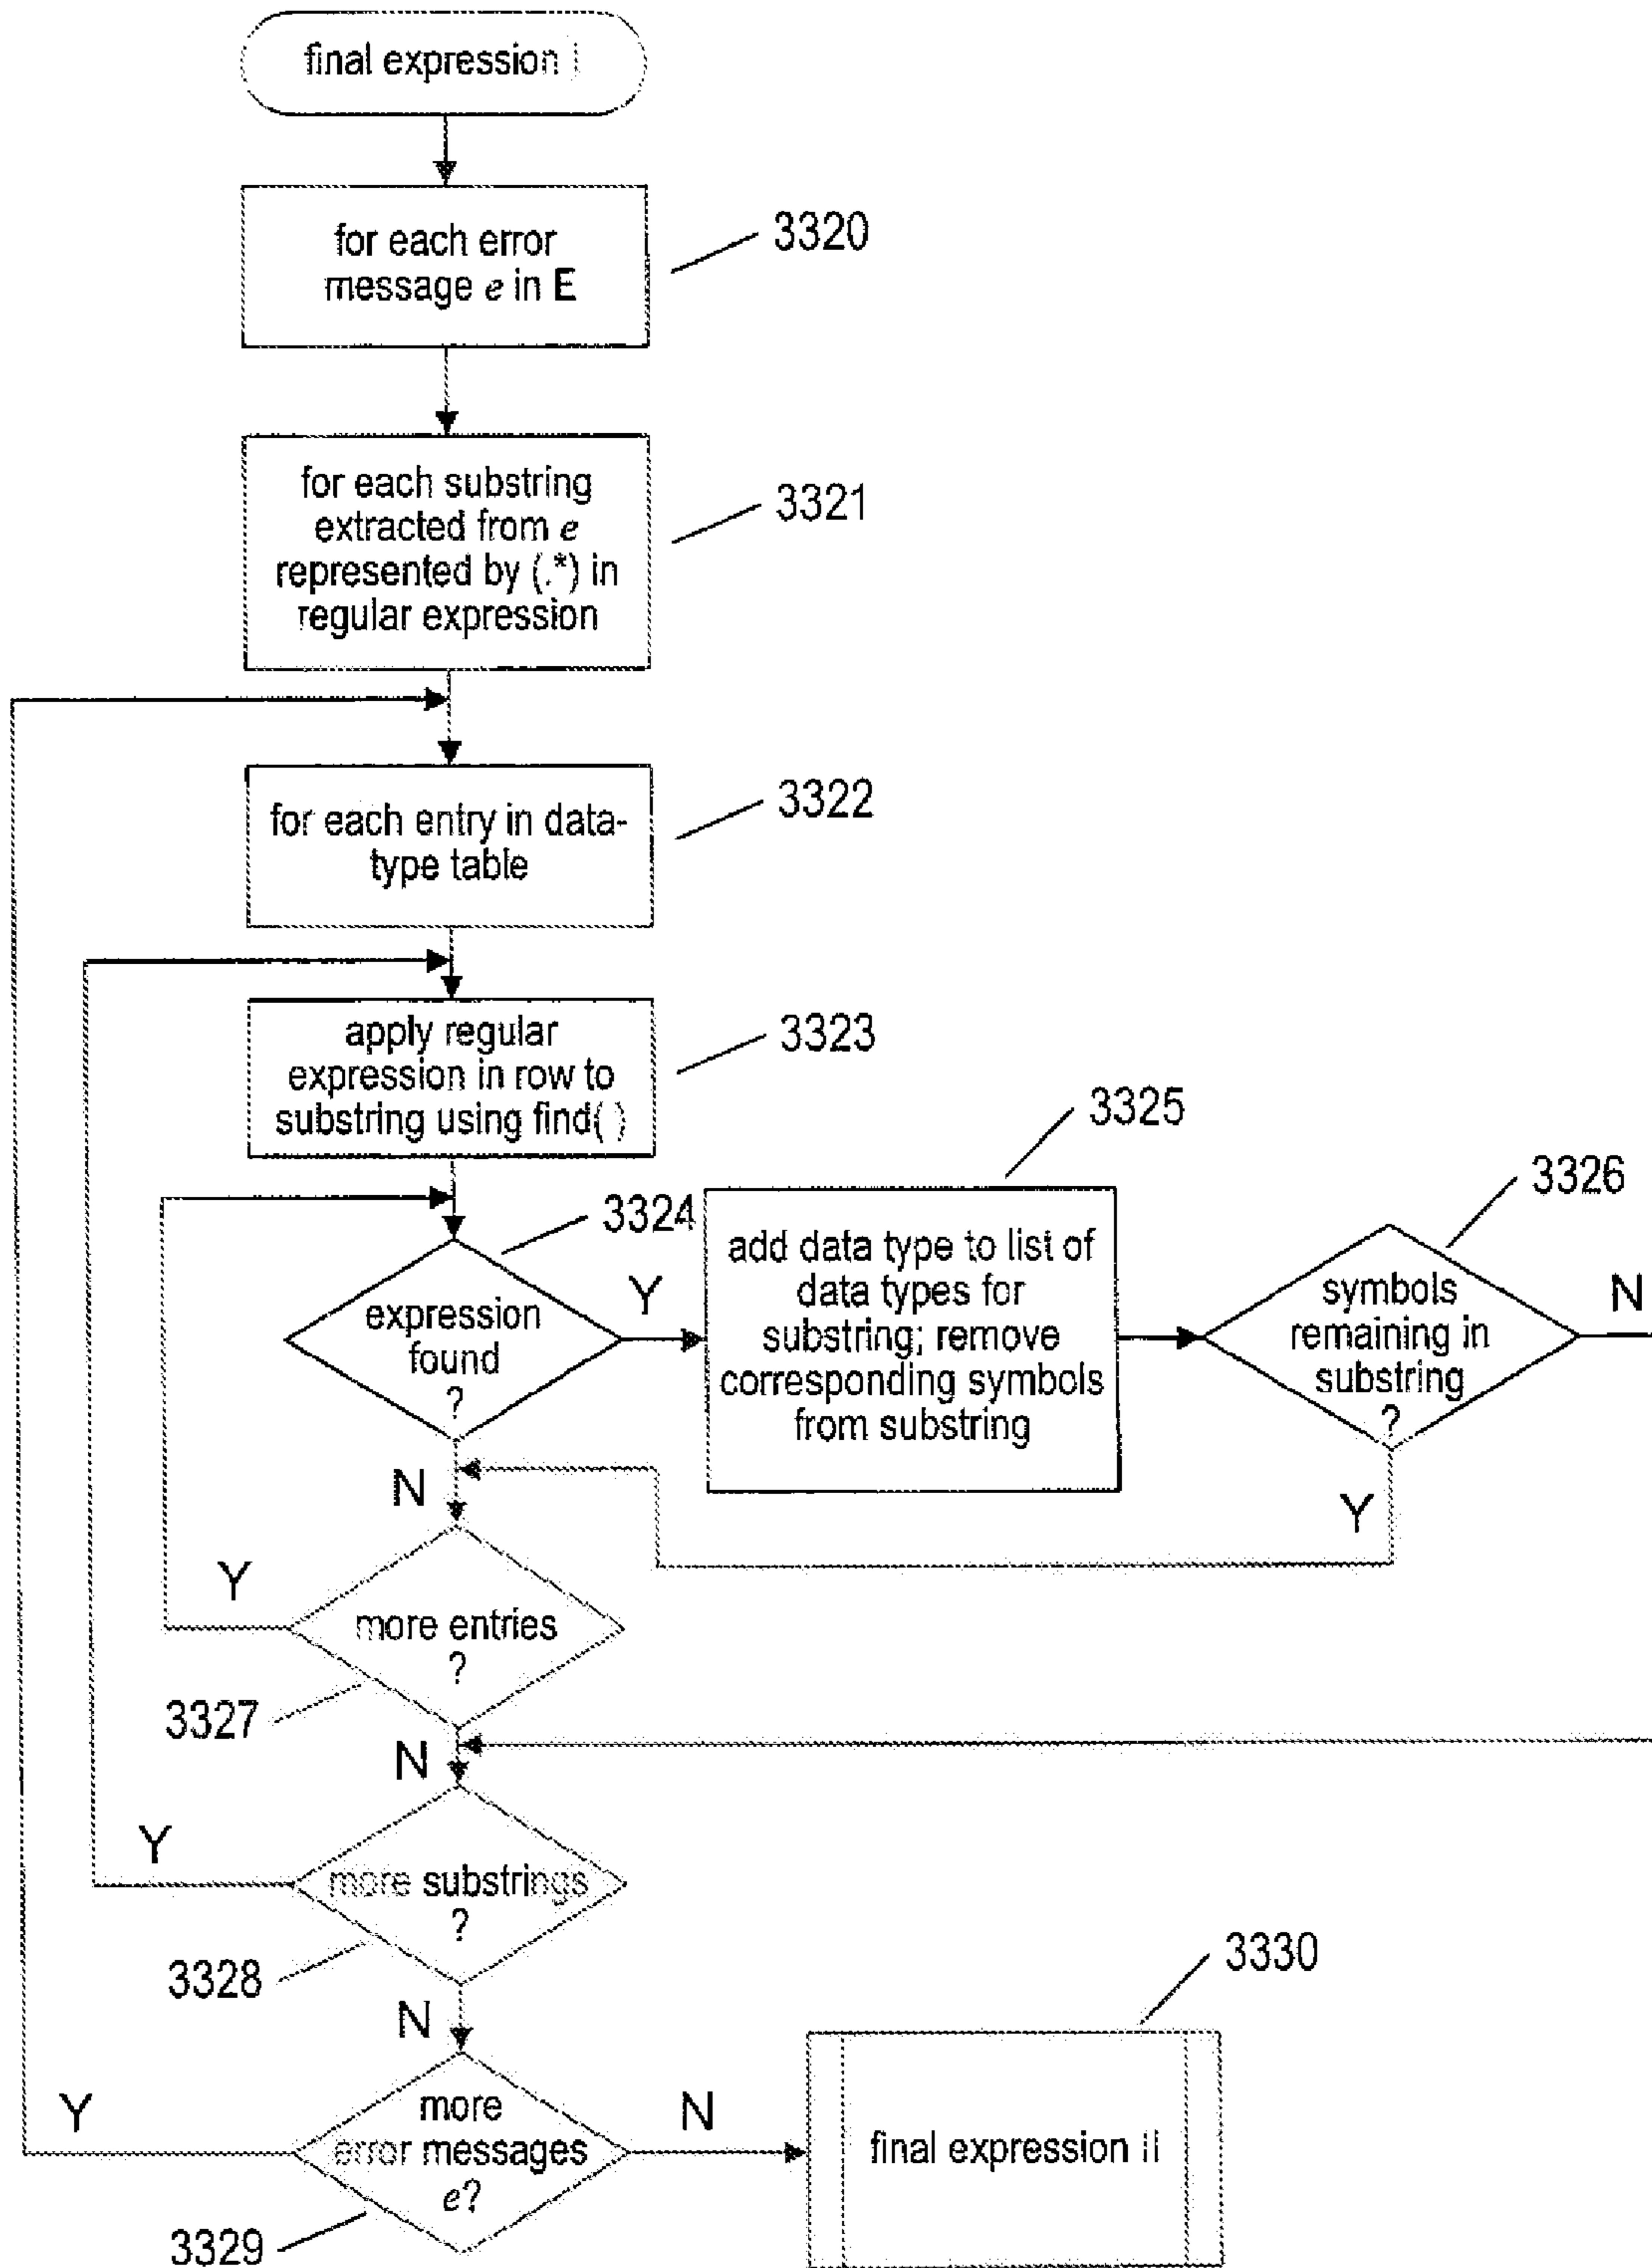 final expression I
for each error
message e in E
3320
for each substring
extracted from e
represented by (.*) in
regular expression
3321
for each entry in data-
type table
3322
apply regular
expression in row to
substring using find( )
3323
3324
expression
found
?
Y
N
3325
add data type to list of
data types for
substring; remove
corresponding symbols
from substring
3326
symbols
remaining in
substring
?
N
Y
more entries
?
Y
3327
N
more substrings
?
Y
3328
N
more
error messages
e?
Y
N
3329
3330
final expression II